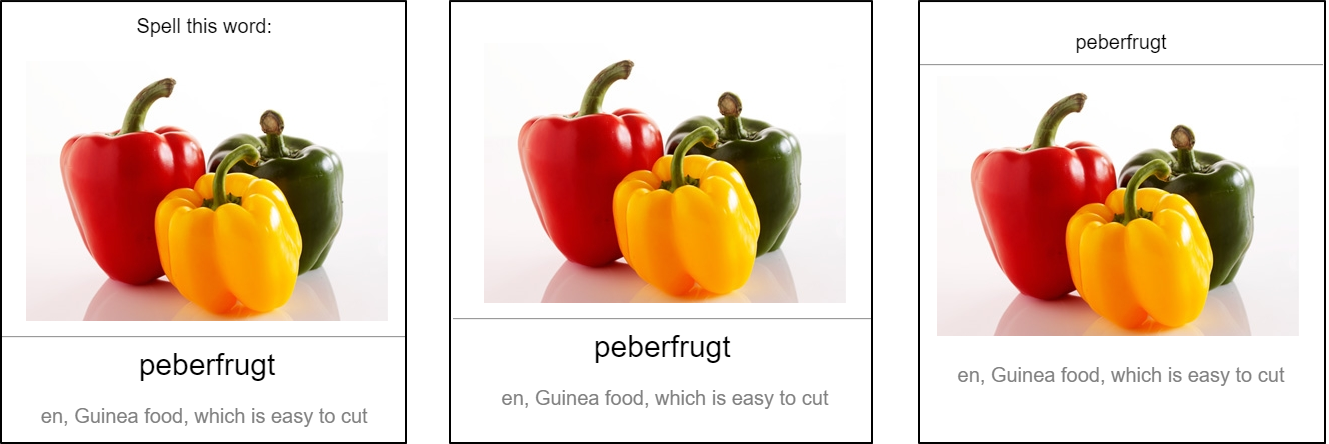 Spell this word:
peberfrugt
en, Guinea food, which is easy to cut
peberfrugt
en, Guinea food, which is easy to cut
peberfrugt
en, Guinea food, which is easy to cut